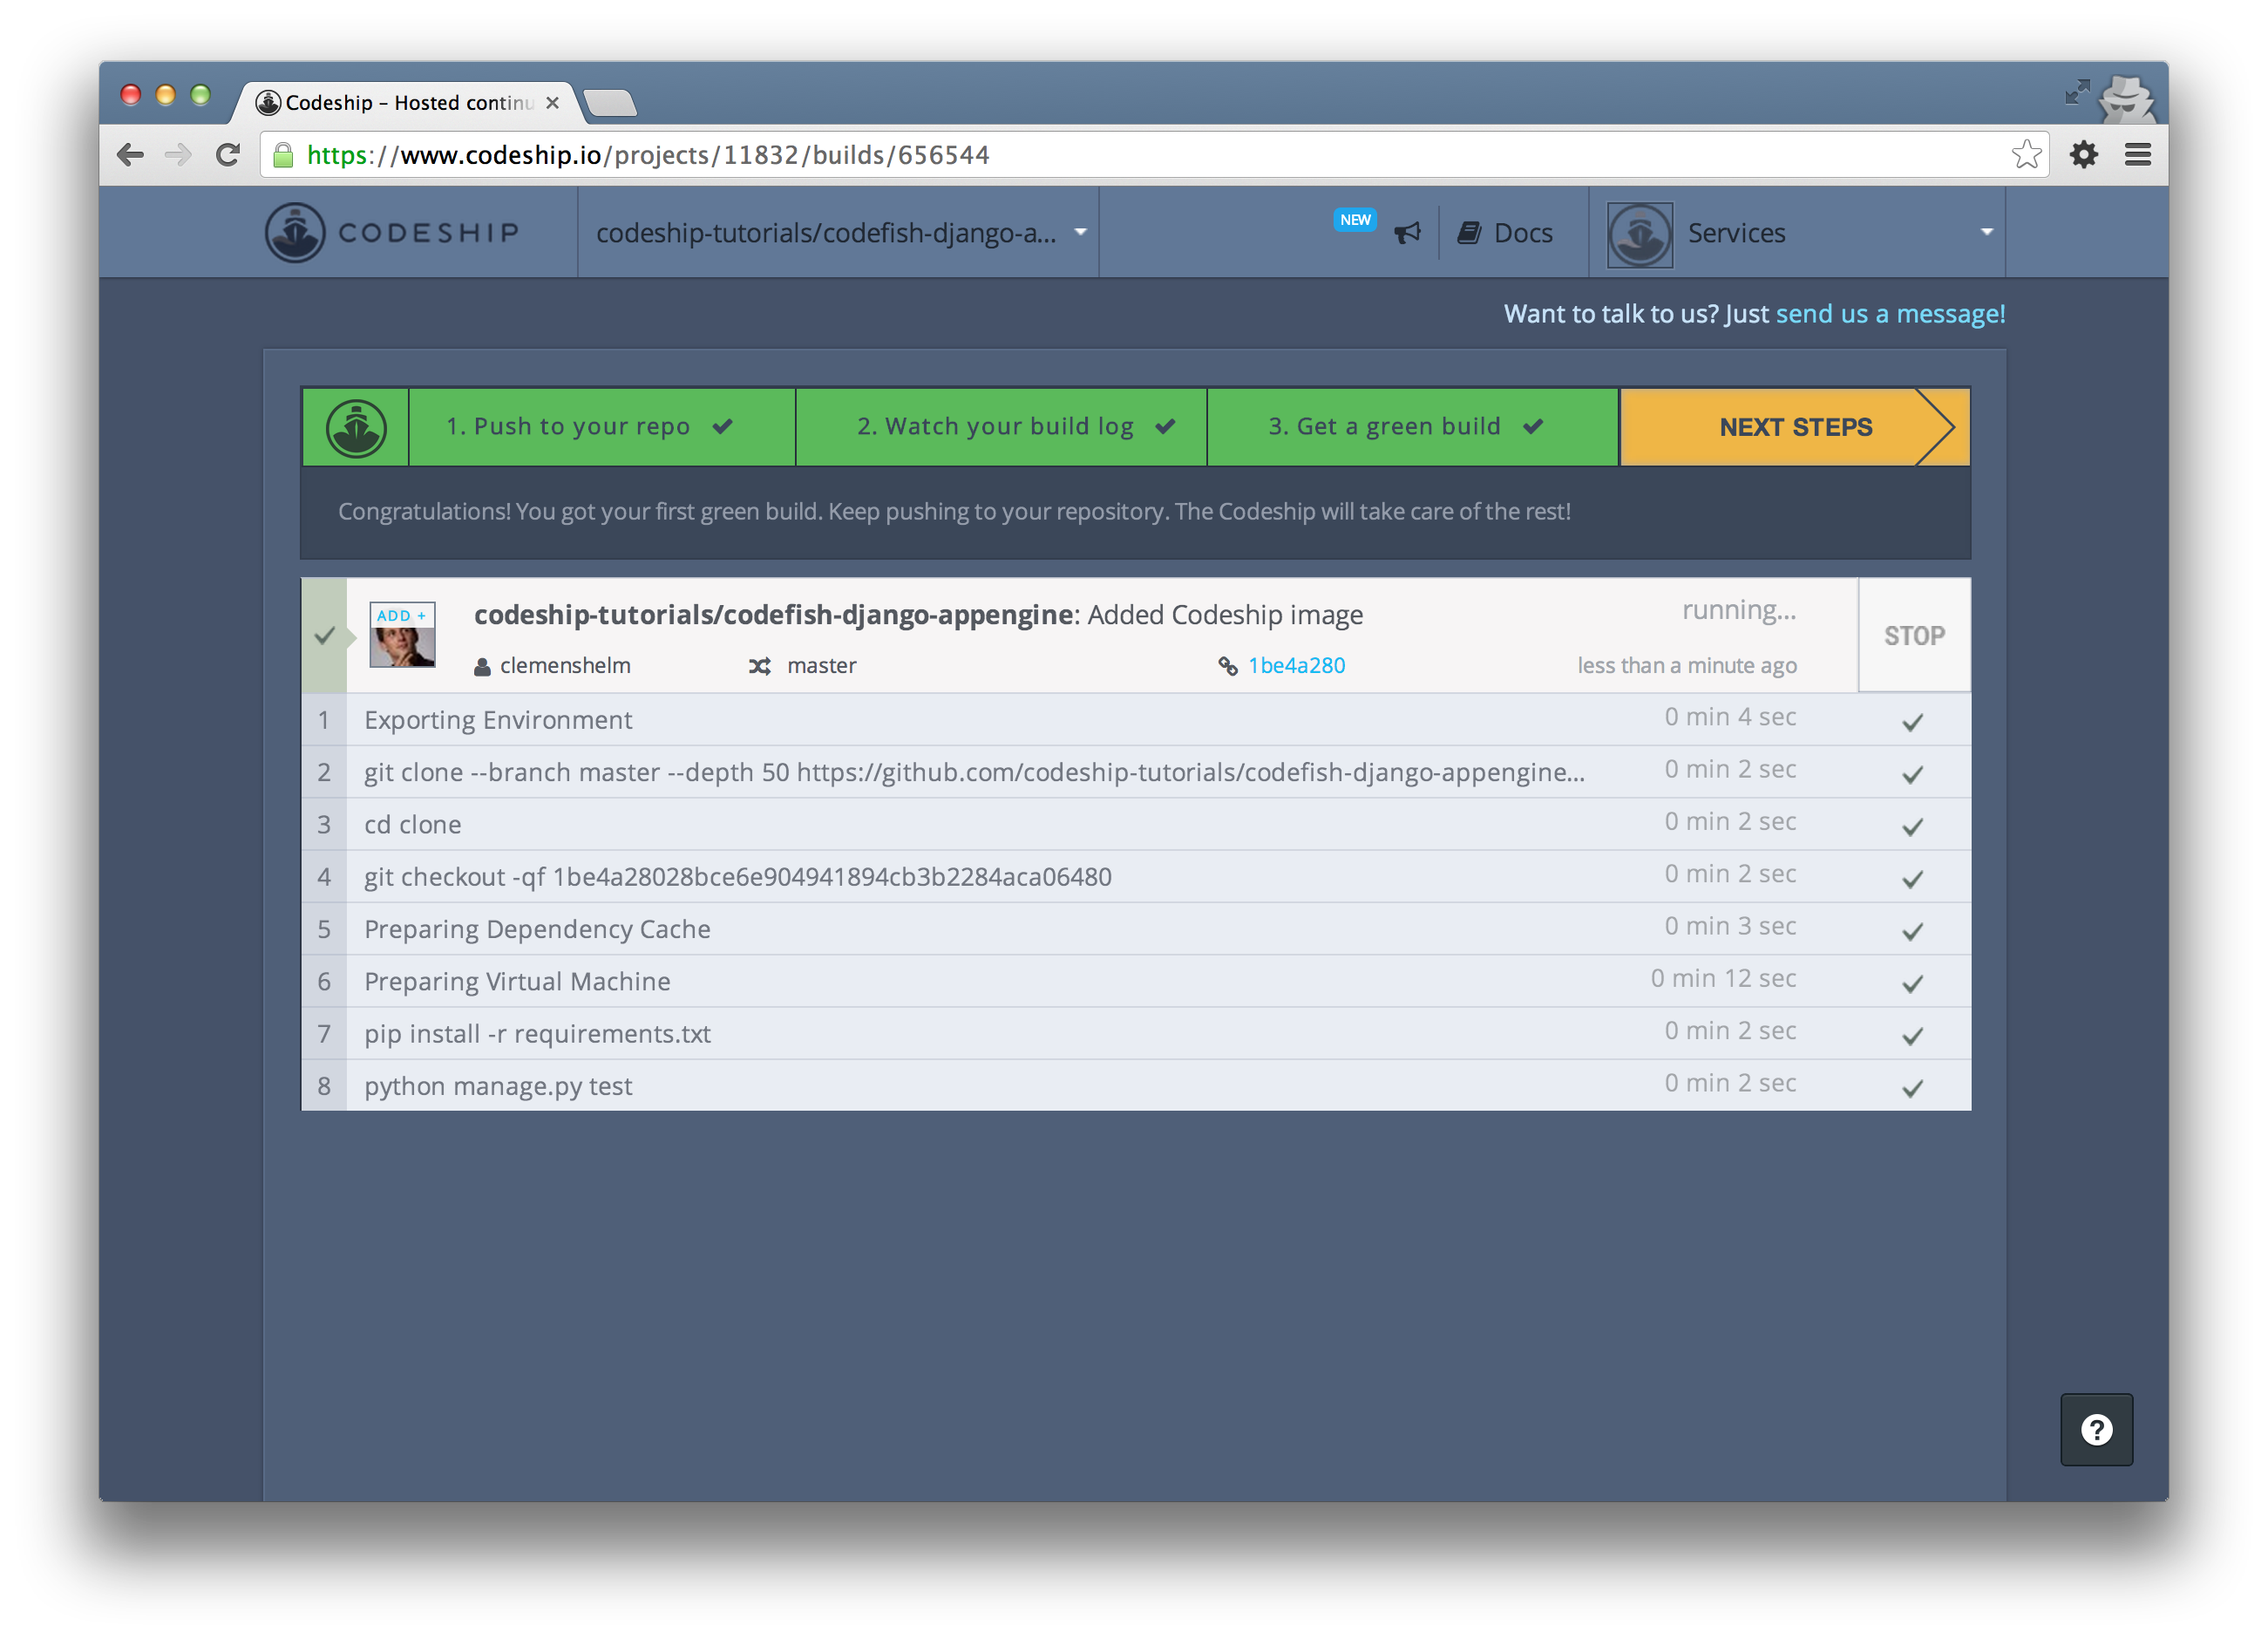 Codeship – Hosted continu
https://www.codeship.io/projects/11832/builds/656544
CODESHIP
codeship-tutorials/codefish-django-a...
NEW
Docs
Services
Want to talk to us? Just send us a message!
1. Push to your repo
2. Watch your build log
3. Get a green build
NEXT STEPS
Congratulations! You got your first green build. Keep pushing to your repository. The Codeship will take care of the rest!
ADD +
codeship-tutorials/codefish-django-appengine: Added Codeship image
running...
STOP
clemenshelm
master
1be4a280
less than a minute ago
1 Exporting Environment 0 min 4 sec
2 git clone --branch master --depth 50 https://github.com/codeship-tutorials/codefish-django-appengine... 0 min 2 sec
3 cd clone 0 min 2 sec
4 git checkout -qf 1be4a28028bce6e904941894cb3b2284aca06480 0 min 2 sec
5 Preparing Dependency Cache 0 min 3 sec
6 Preparing Virtual Machine 0 min 12 sec
7 pip install -r requirements.txt 0 min 2 sec
8 python manage.py test 0 min 2 sec
?